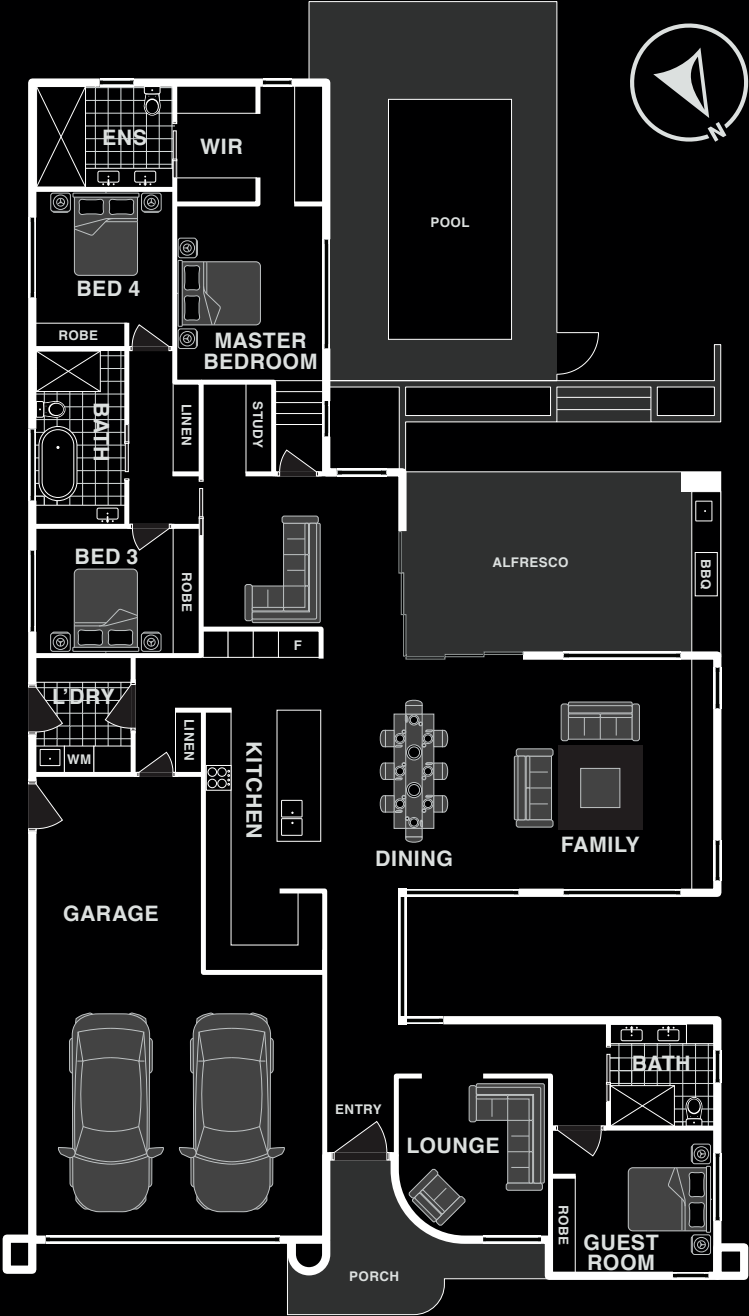 N
ENS
WIR
POOL
BED 4
ROBE
MASTER
BEDROOM
BATH
LINEN
STUDY
BED 3
ROBE
ALFRESCO
BBQ
F
L'DRY
WM
LINEN
KITCHEN
DINING
FAMILY
GARAGE
BATH
ENTRY
LOUNGE
ROBE
GUEST
ROOM
PORCH